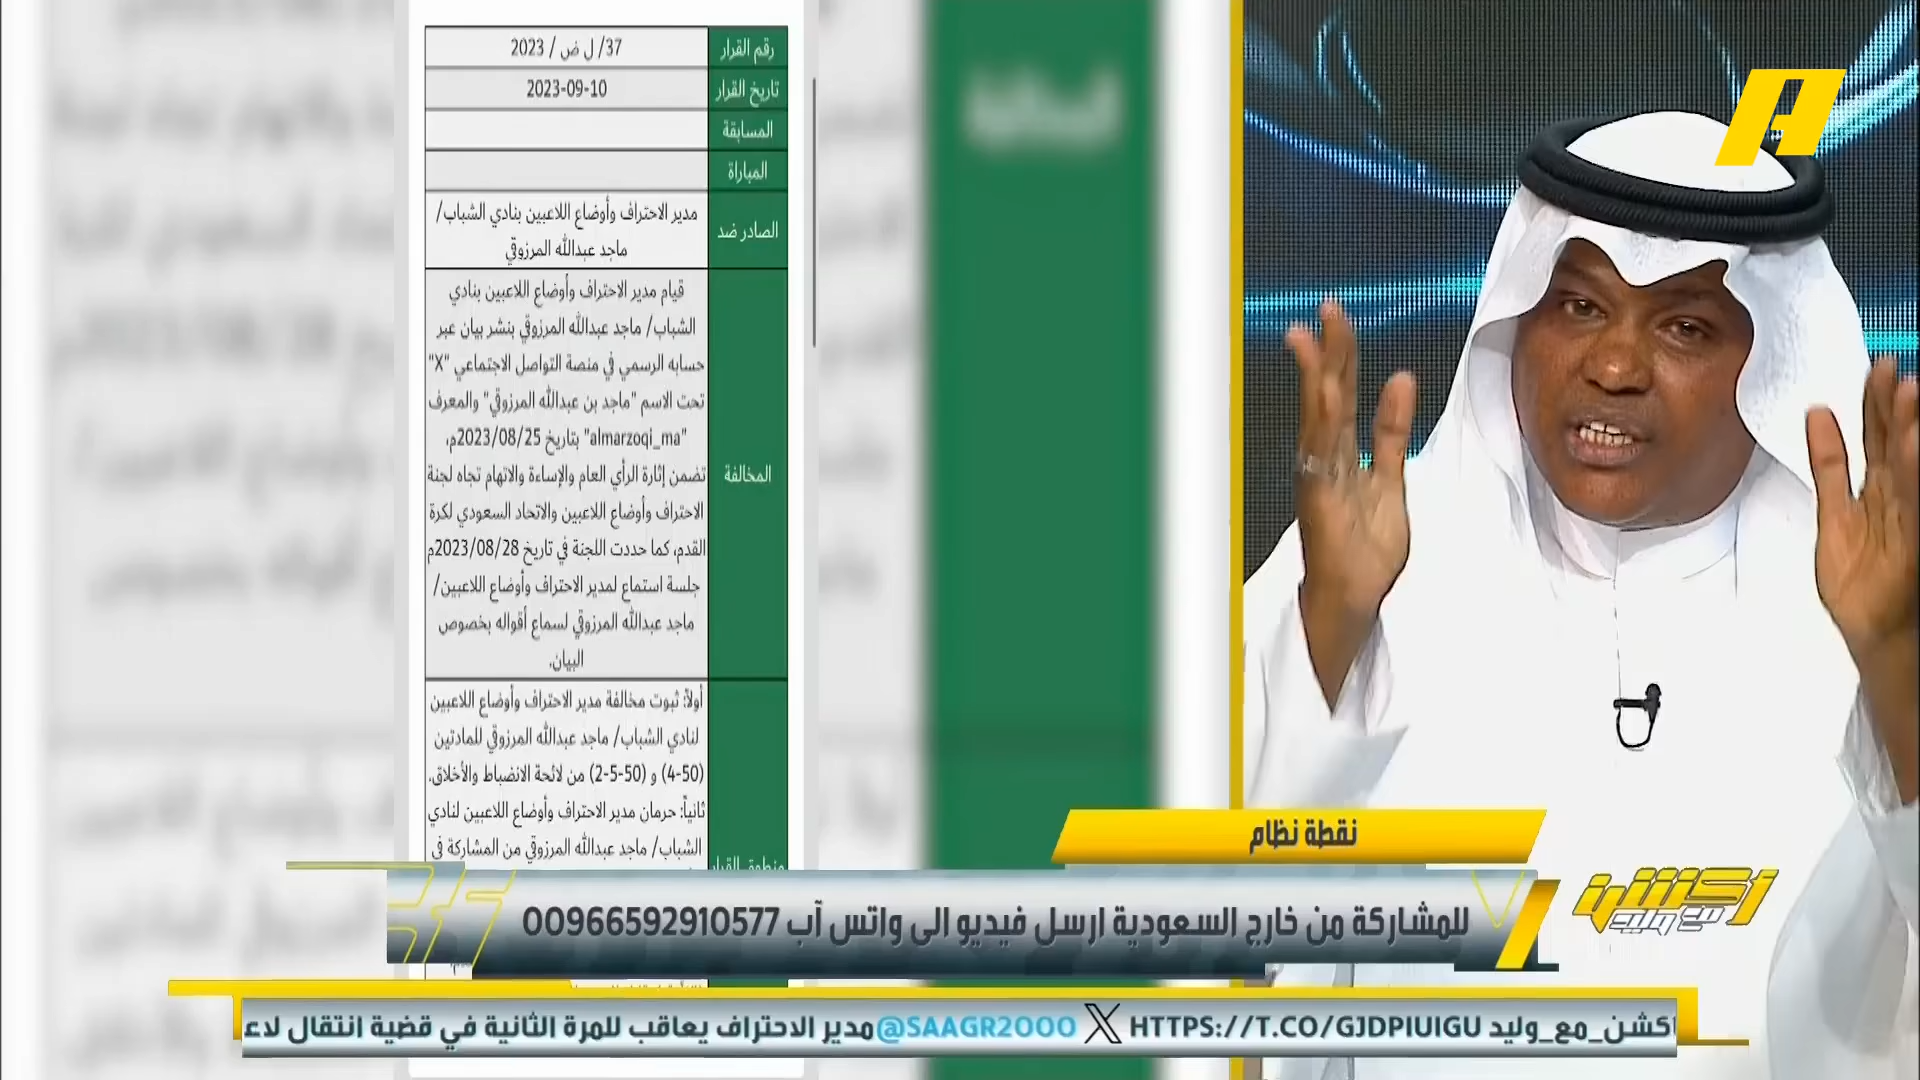 رقم القرار
37/ ل ض / 2023
تاريخ القرار
2023-09-10
المسابقة
المباراة
الصادر ضد
مدير الاحتراف وأوضاع اللاعبين بنادي الشباب/
ماجد عبدالله المرزوقي
المخالفة
قيام مدير الاحتراف وأوضاع اللاعبين بنادي
الشباب/ ماجد عبدالله المرزوقي بنشر بيان عبر
حسابه الرسمي في منصة التواصل الاجتماعي "X"
تحت الاسم "ماجد بن عبدالله المرزوقي" والمعرف
"almarzoqi_ma" بتاريخ 2023/08/25م،
تضمن إثارة الرأي العام والإساءة والاتهام تجاه لجنة
الاحتراف وأوضاع اللاعبين والاتحاد السعودي لكرة
القدم، كما حددت اللجنة في تاريخ 2023/08/28م
جلسة استماع لمدير الاحتراف وأوضاع اللاعبين/
ماجد عبدالله المرزوقي لسماع أقواله بخصوص
البيان.
أولاً: ثبوت مخالفة مدير الاحتراف وأوضاع اللاعبين
لنادي الشباب/ ماجد عبدالله المرزوقي للمادتين
(50-4) و (50-5-2) من لائحة الانضباط والأخلاق.
ثانياً: حرمان مدير الاحتراف وأوضاع اللاعبين لنادي
الشباب/ ماجد عبدالله المرزوقي من المشاركة في
نقطة نظام
للمشاركة من خارج السعودية ارسل فيديو الى واتس آب 00966592910577
أكشن مع وليد
اكشن_مع_وليد HTTPS://T.CO/GJDPIUIGU X @SAAGR2000 مدير الاحتراف يعاقب للمرة الثانية في قضية انتقال لاع